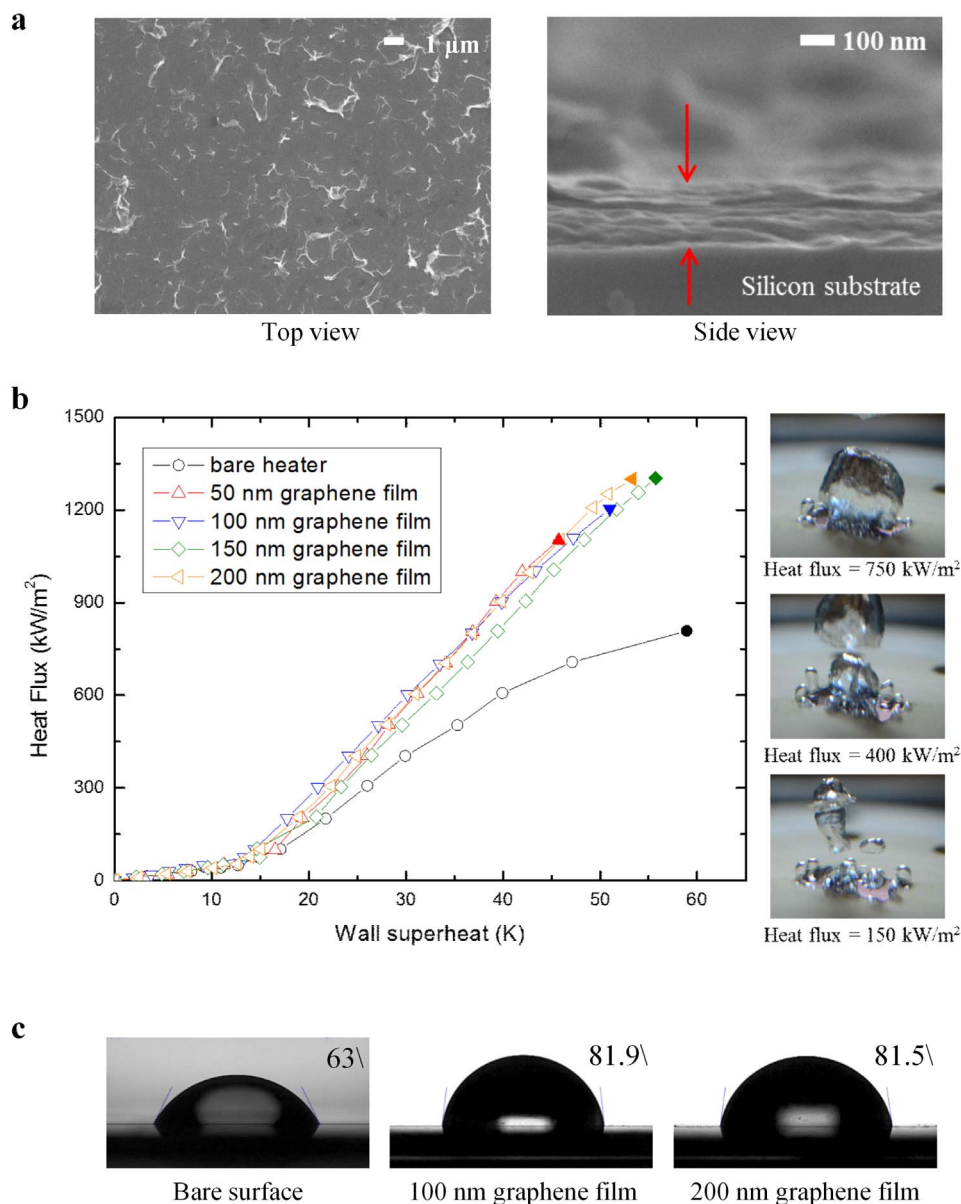 a
1 μm
100 nm
Silicon substrate
Top view
Side view
b
1500
1200
900
600
300
0
Heat Flux (kW/m²)
bare heater
50 nm graphene film
100 nm graphene film
150 nm graphene film
200 nm graphene film
0 10 20 30 40 50 60
Wall superheat (K)
Heat flux = 750 kW/m²
Heat flux = 400 kW/m²
Heat flux = 150 kW/m²
c
63\
81.9\
81.5\
Bare surface
100 nm graphene film
200 nm graphene film